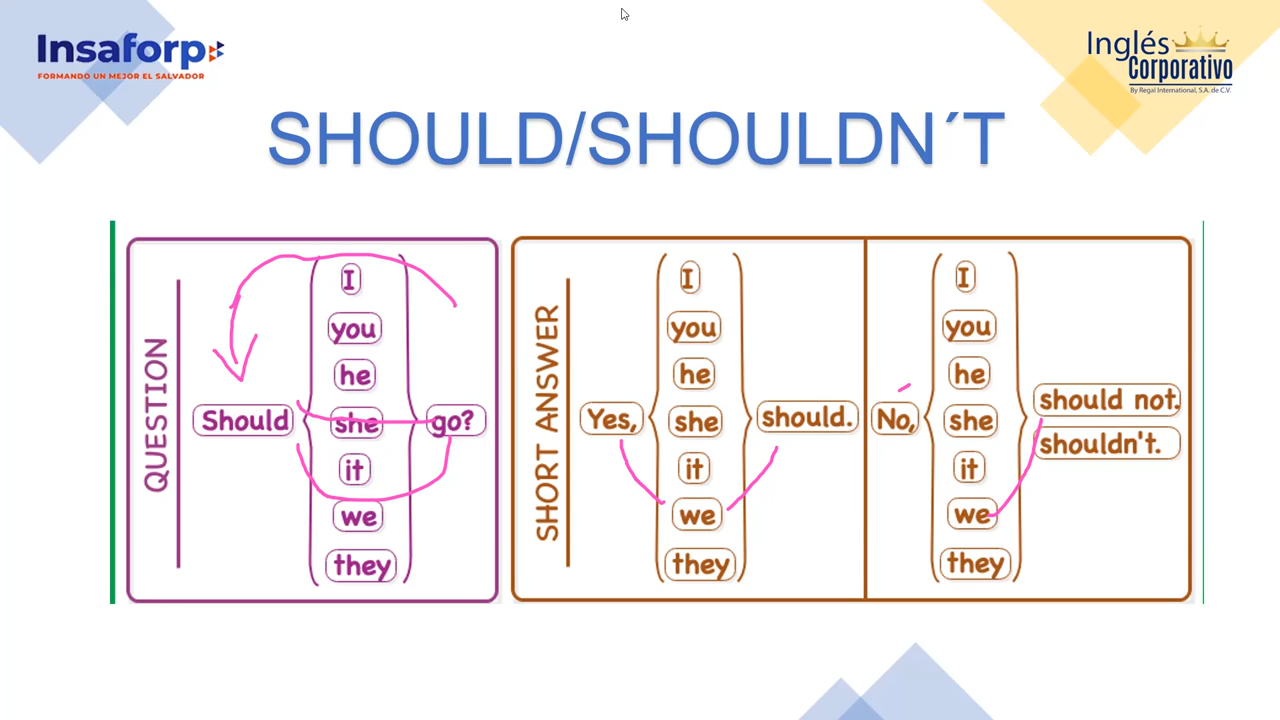 Insaforp
FORMANDO UN MEJOR EL SALVADOR
Inglés
Corporativo
By Regal International, S.A. de C.V.
SHOULD/SHOULDN´T
QUESTION
Should
I
you
he
she
it
we
they
go?
SHORT ANSWER
Yes,
I
you
he
she
it
we
they
should.
No,
I
you
he
she
it
we
they
should not.
shouldn't.